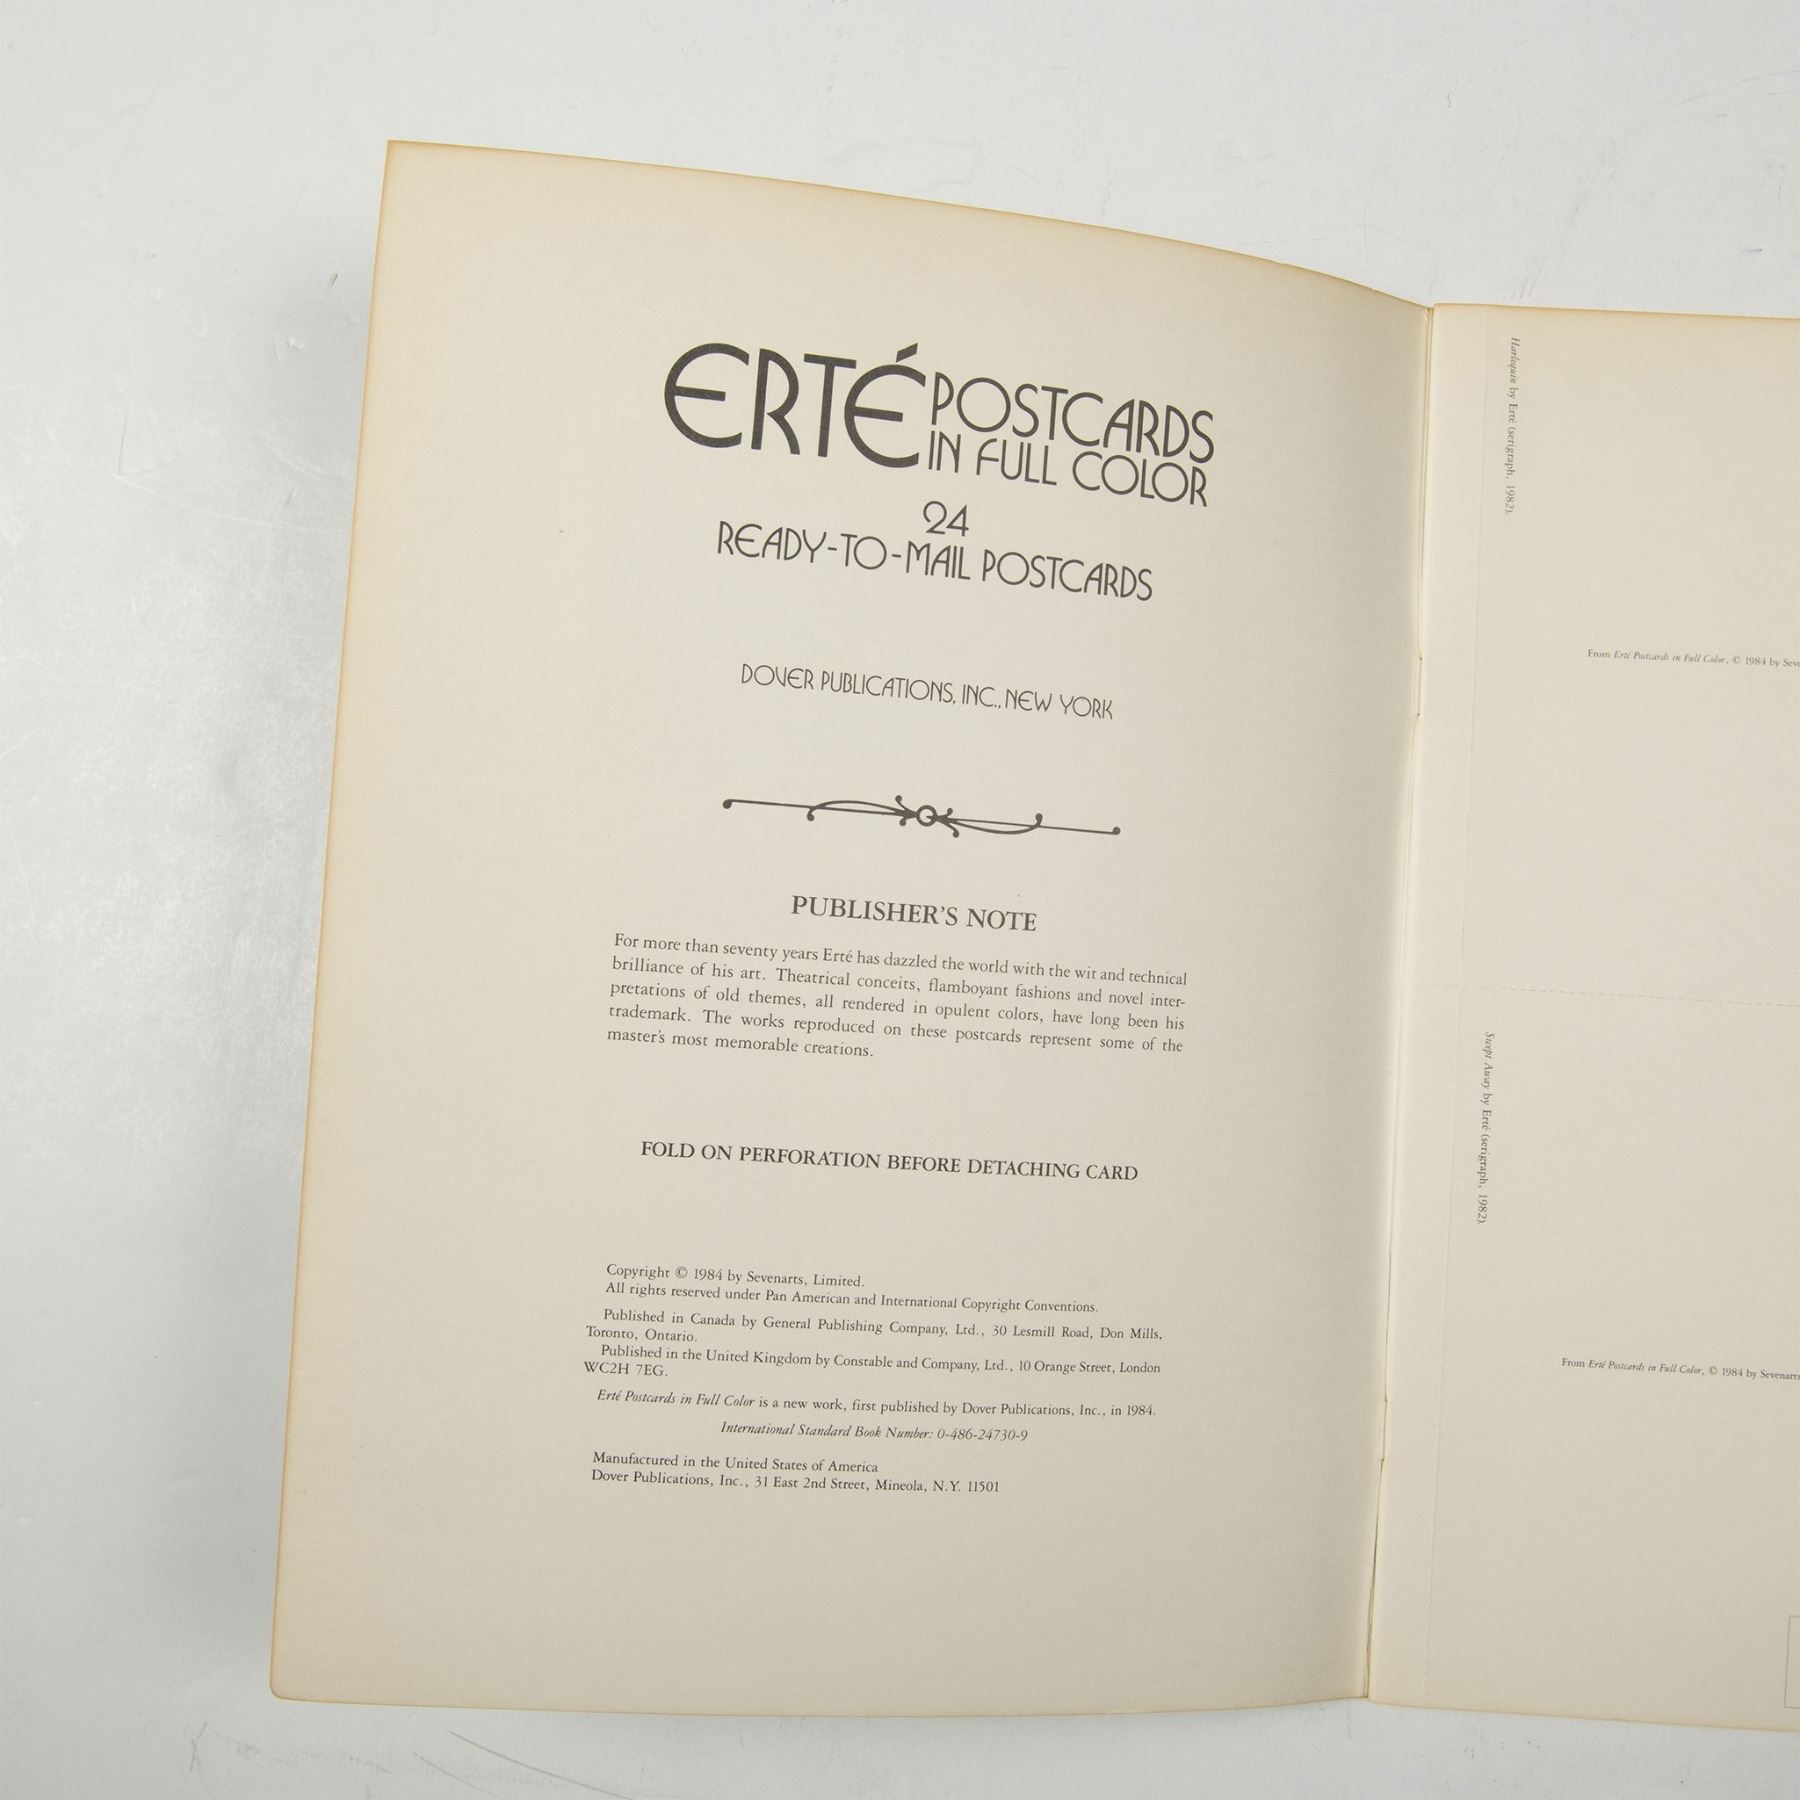 ERTÉ POSTCARDS
IN FULL COLOR
24
READY-TO-MAIL POSTCARDS
DOVER PUBLICATIONS, INC., NEW YORK
PUBLISHER'S NOTE
For more than seventy years Erté has dazzled the world with the wit and technical
brilliance of his art. Theatrical conceits, flamboyant fashions and novel inter-
pretations of old themes, all rendered in opulent colors, have long been his
trademark. The works reproduced on these postcards represent some of the
master's most memorable creations.
FOLD ON PERFORATION BEFORE DETACHING CARD
Copyright © 1984 by Sevenarts, Limited.
All rights reserved under Pan American and International Copyright Conventions.
Published in Canada by General Publishing Company, Ltd., 30 Lesmill Road, Don Mills,
Toronto, Ontario.
Published in the United Kingdom by Constable and Company, Ltd., 10 Orange Street, London
WC2H 7EG.
Erté Postcards in Full Color is a new work, first published by Dover Publications, Inc., in 1984.
International Standard Book Number: 0-486-24730-9
Manufactured in the United States of America
Dover Publications, Inc., 31 East 2nd Street, Mineola, N.Y. 11501
Harlequin by Erté (serigraph, 1982).
From Erté Postcards in Full Color, © 1984 by Seve
Swept Away by Erté (serigraph, 1982).
From Erté Postcards in Full Color, © 1984 by Sevenarts